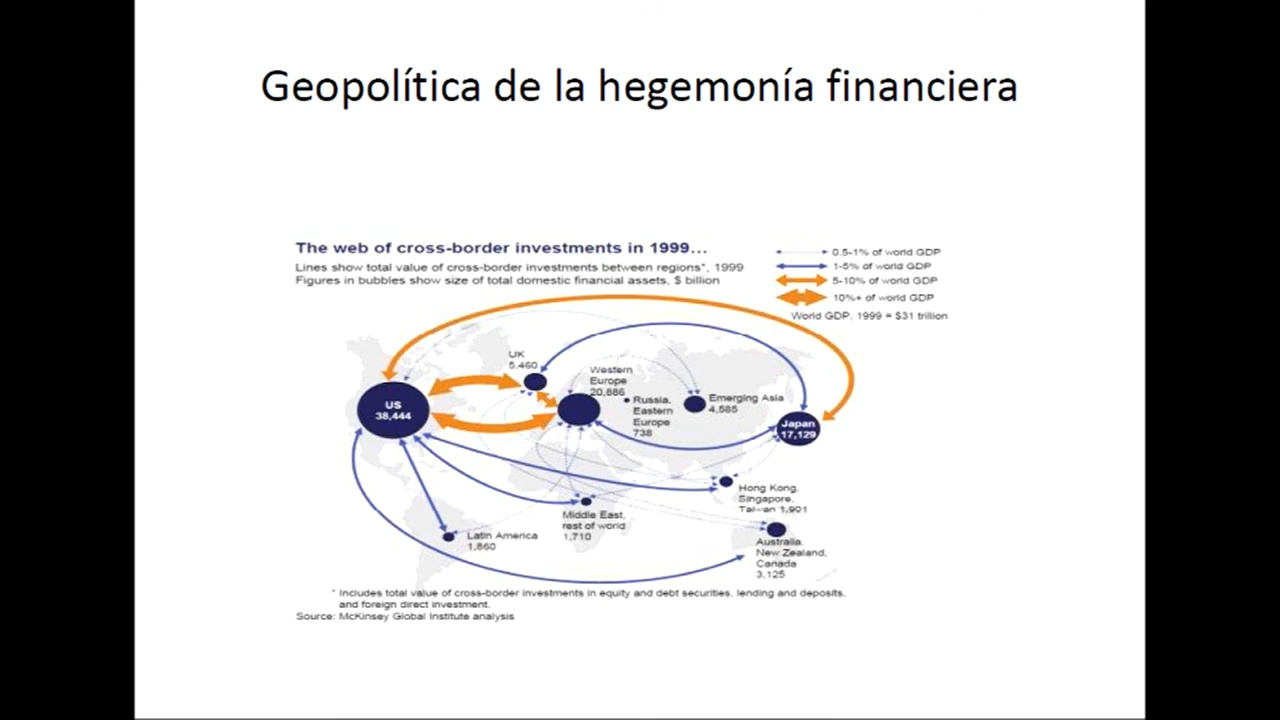 Geopolítica de la hegemonía financiera
The web of cross-border investments in 1999...
Lines show total value of cross-border investments between regions*, 1999
Figures in bubbles show size of total domestic financial assets, $ billion
0.5-1% of world GDP
1-5% of world GDP
5-10% of world GDP
10%+ of world GDP
World GDP, 1999 = $31 trillion
UK
5,460
Western
Europe
20,886
US
38,444
Russia,
Eastern
Europe
738
Emerging Asia
4,585
Japan
17,129
Hong Kong,
Singapore,
Taiwan 1,901
Middle East,
rest of world
1,710
Latin America
1,860
Australia,
New Zealand,
Canada
3,125
* Includes total value of cross-border investments in equity and debt securities, lending and deposits,
and foreign direct investment.
Source: McKinsey Global Institute analysis